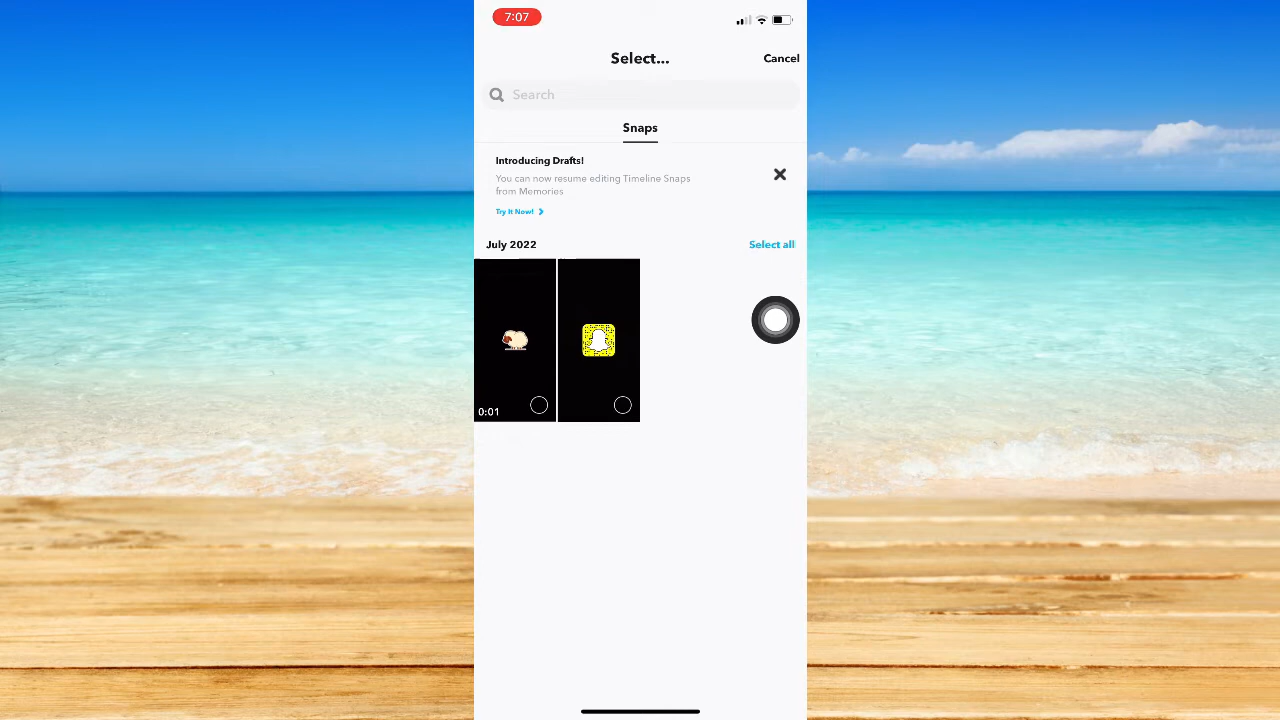 7:07
Select...
Cancel
Search
Snaps
Introducing Drafts!
You can now resume editing Timeline Snaps
from Memories
Try It Now!
July 2022
Select all
0:01